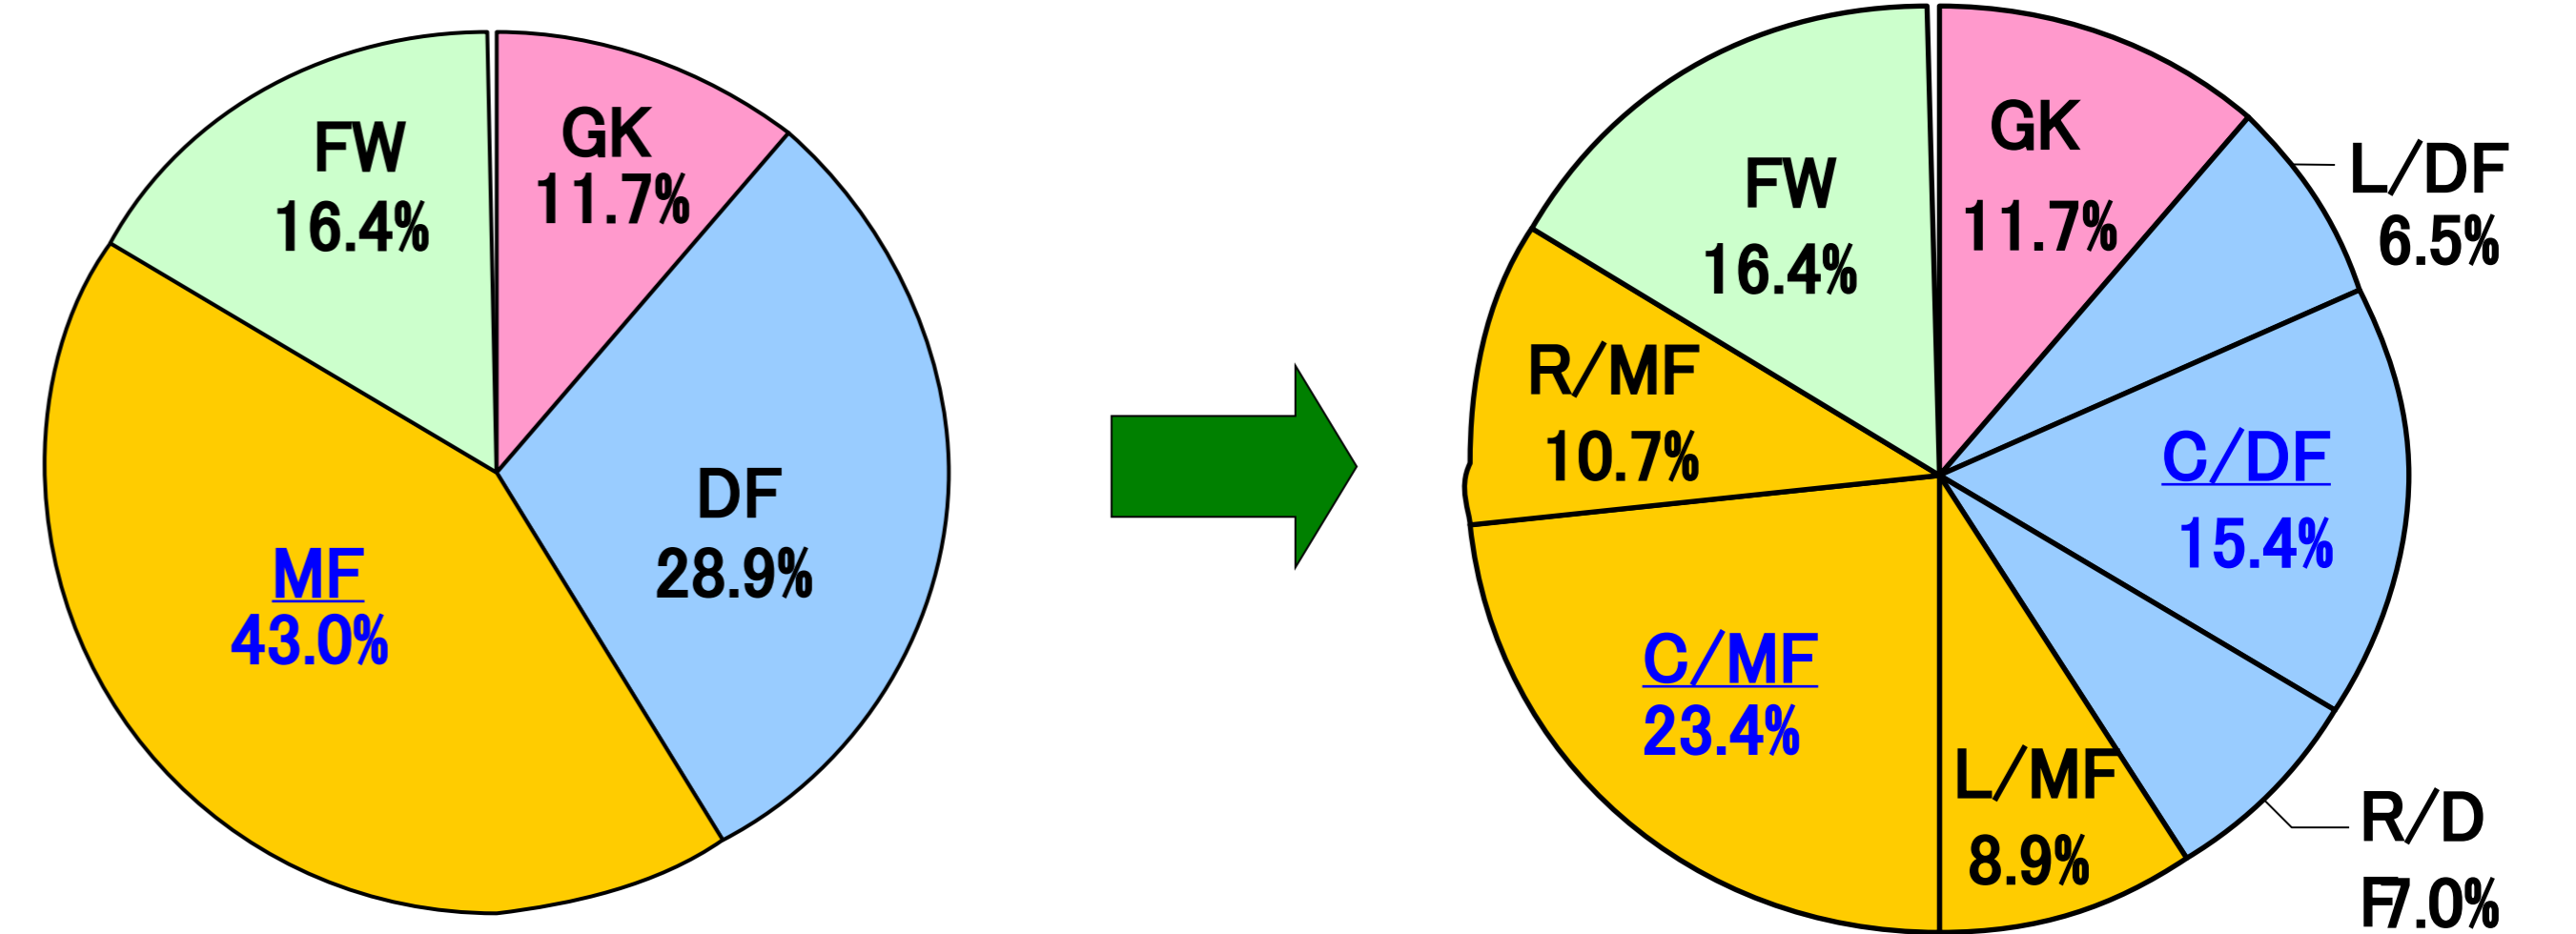 FW
16.4%
GK
11.7%
DF
28.9%
MF
43.0%
GK
11.7%
L/DF
6.5%
C/DF
15.4%
R/D
F7.0%
L/MF
8.9%
C/MF
23.4%
R/MF
10.7%
FW
16.4%